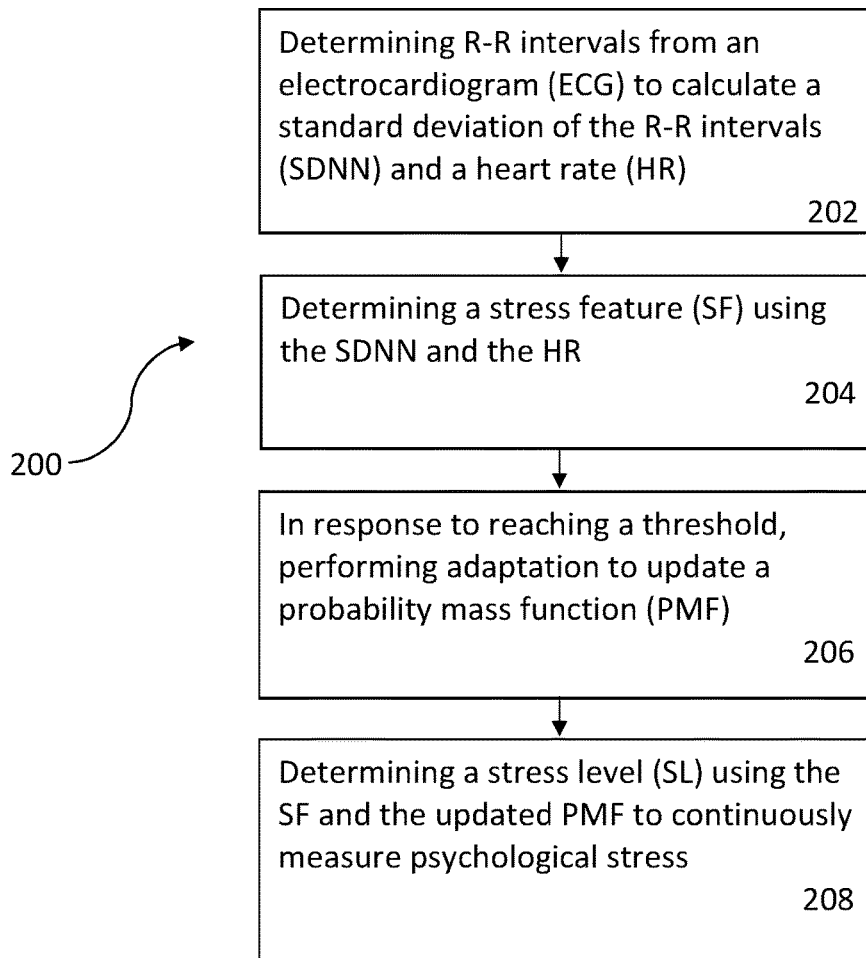 Determining R-R intervals from an
electrocardiogram (ECG) to calculate a
standard deviation of the R-R intervals
(SDNN) and a heart rate (HR)
202
Determining a stress feature (SF) using
the SDNN and the HR
204
200
In response to reaching a threshold,
performing adaptation to update a
probability mass function (PMF)
206
Determining a stress level (SL) using the
SF and the updated PMF to continuously
measure psychological stress
208